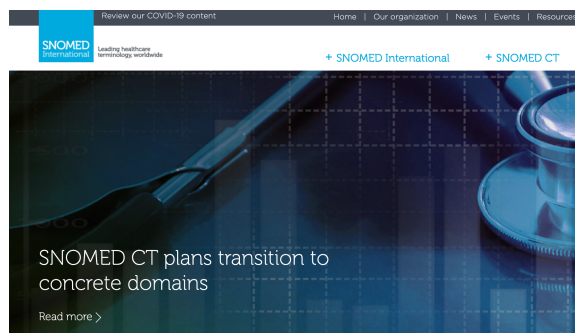 Review our COVID-19 content
Home | Our organization | News | Events | Resources
SNOMED
International
Leading healthcare
terminology, worldwide
+ SNOMED International
+ SNOMED CT
SNOMED CT plans transition to
concrete domains
Read more >